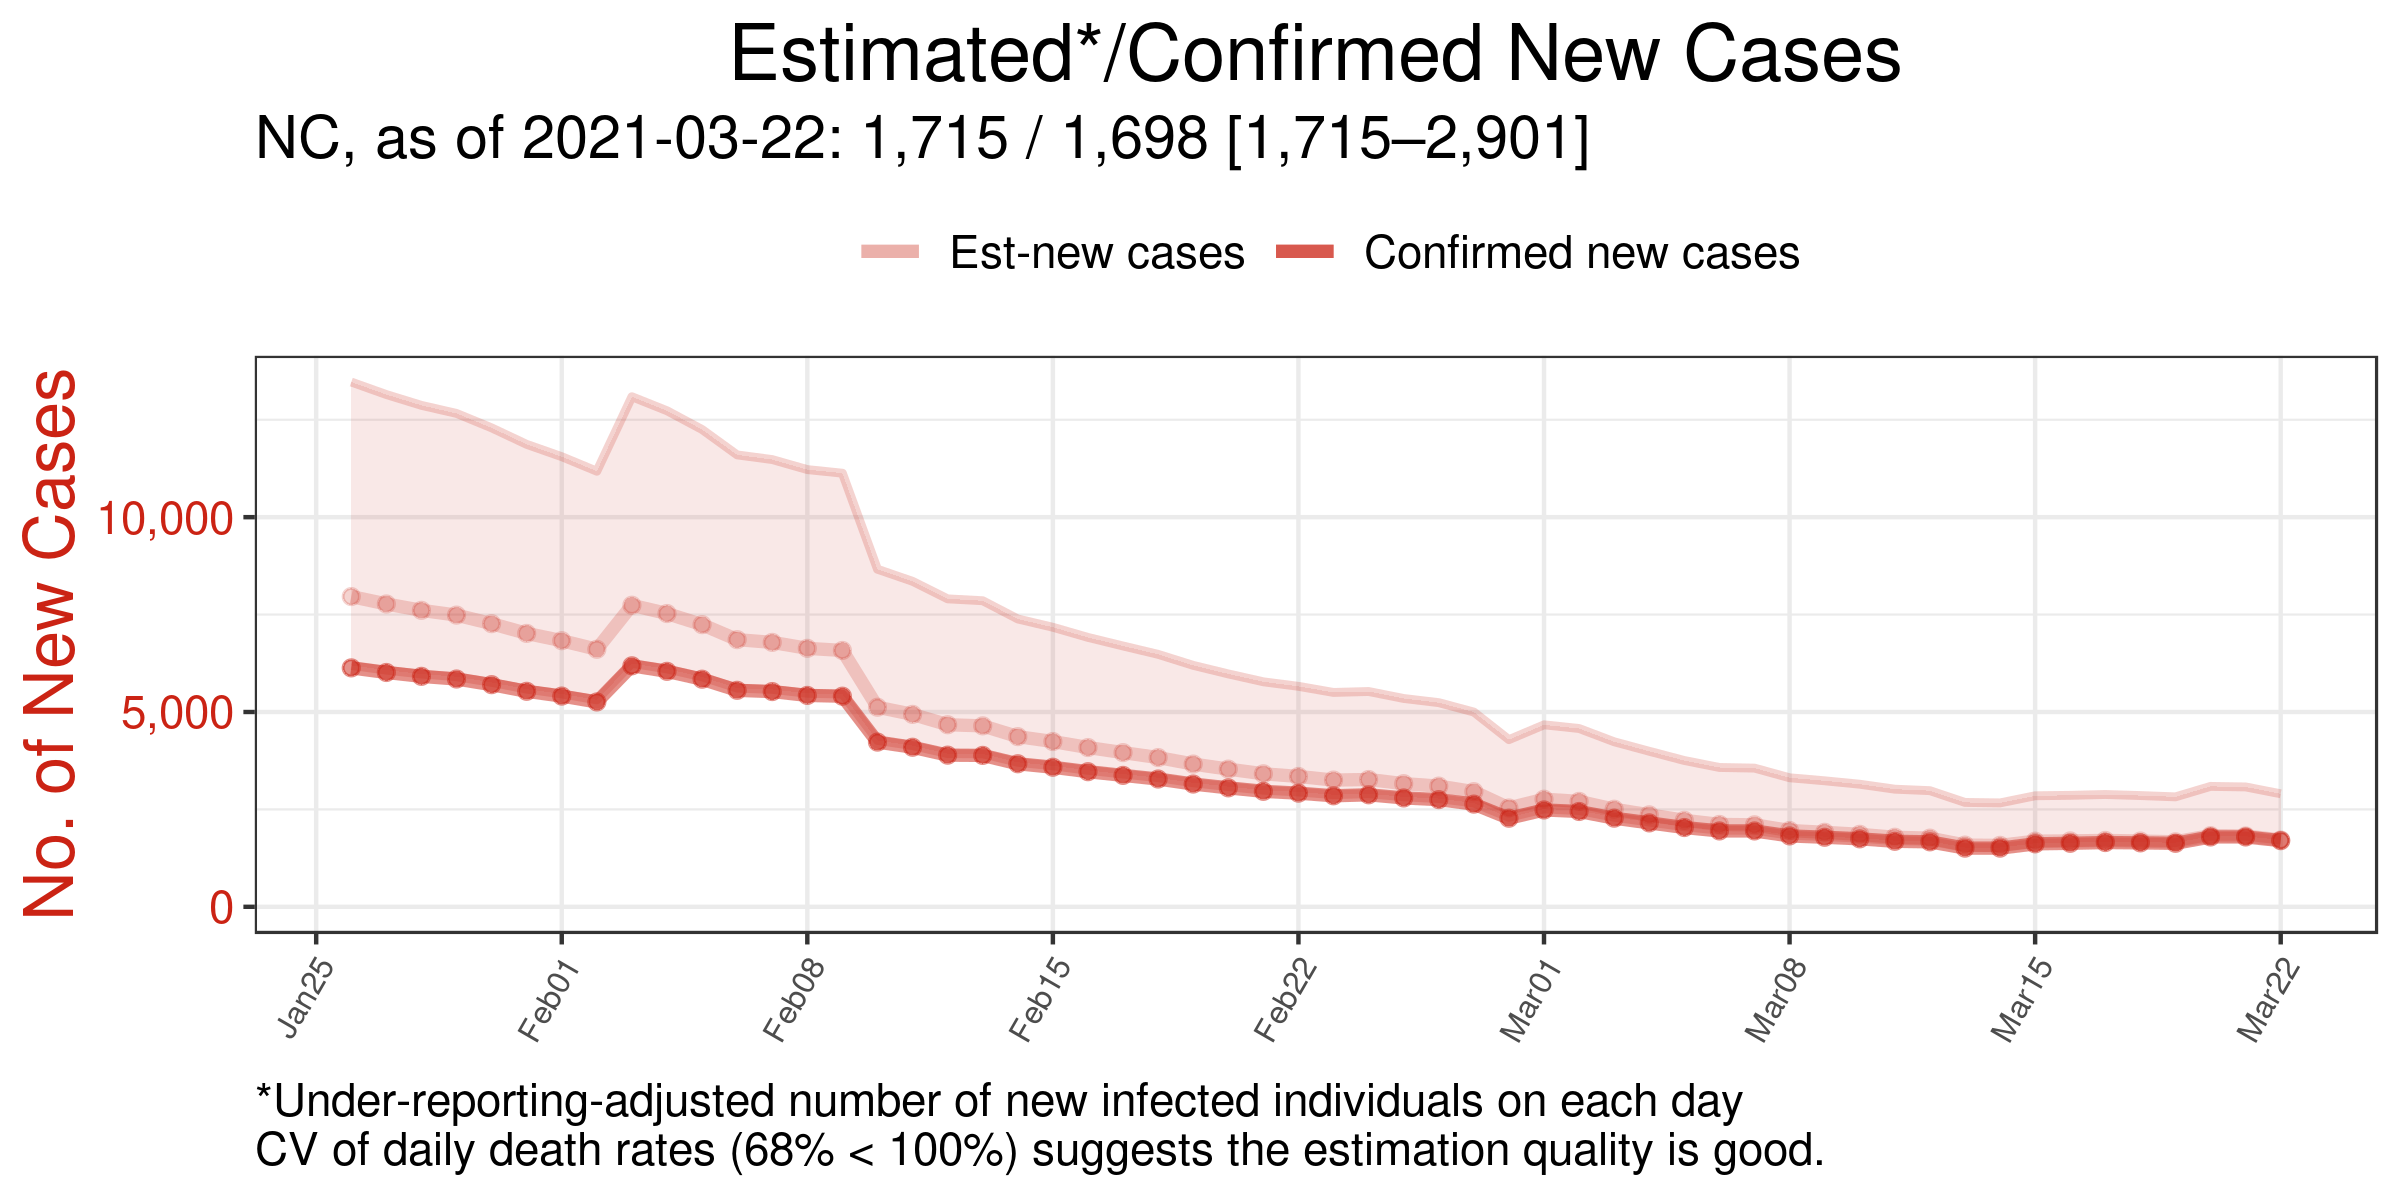 Estimated*/Confirmed New Cases
NC, as of 2021-03-22: 1,715 / 1,698 [1,715–2,901]
Est-new cases
Confirmed new cases
No. of New Cases
10,000
5,000
0
Jan25
Feb01
Feb08
Feb15
Feb22
Mar01
Mar08
Mar15
Mar22
*Under-reporting-adjusted number of new infected individuals on each day
CV of daily death rates (68% < 100%) suggests the estimation quality is good.